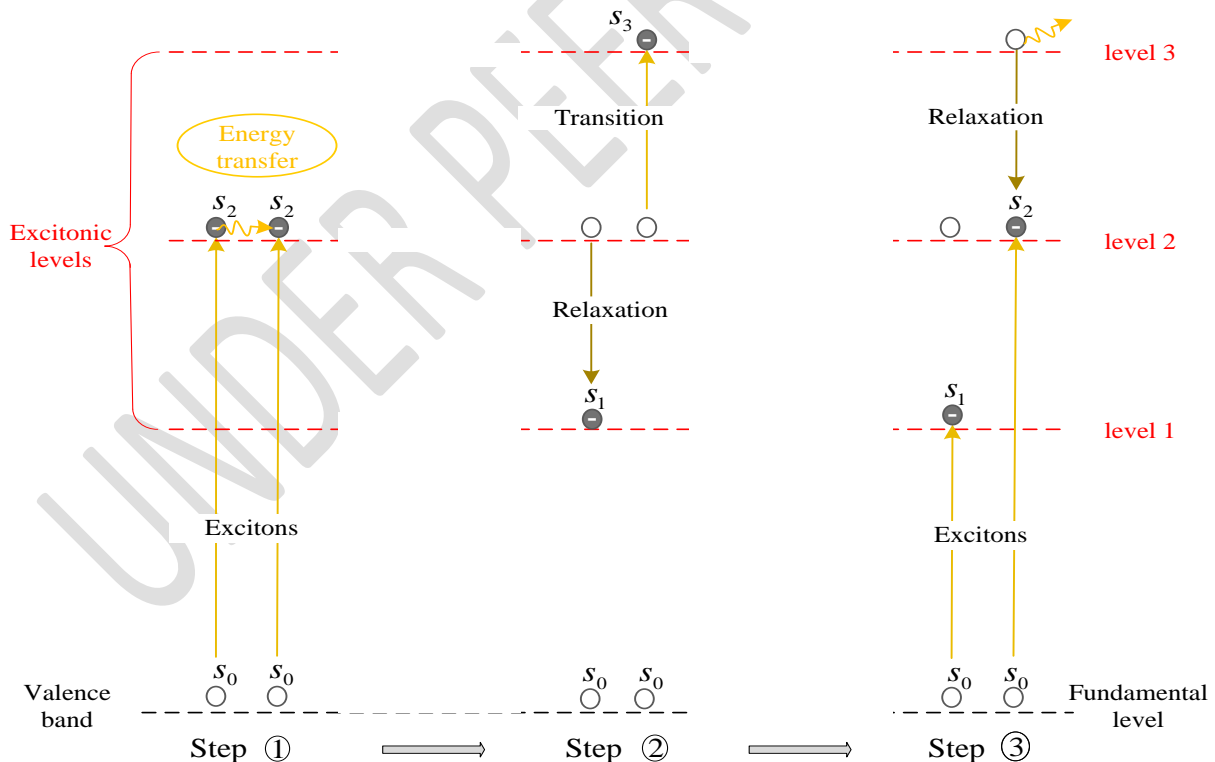 s3
level 3
Energy
transfer
Transition
Relaxation
s2 s2
s2
Excitonic
levels
level 2
Relaxation
s1
s1
level 1
Excitons
Excitons
s0 s0
s0 s0
s0 s0
Valence
band
Fundamental
level
Step ①
Step ②
Step ③
UNDER PEER